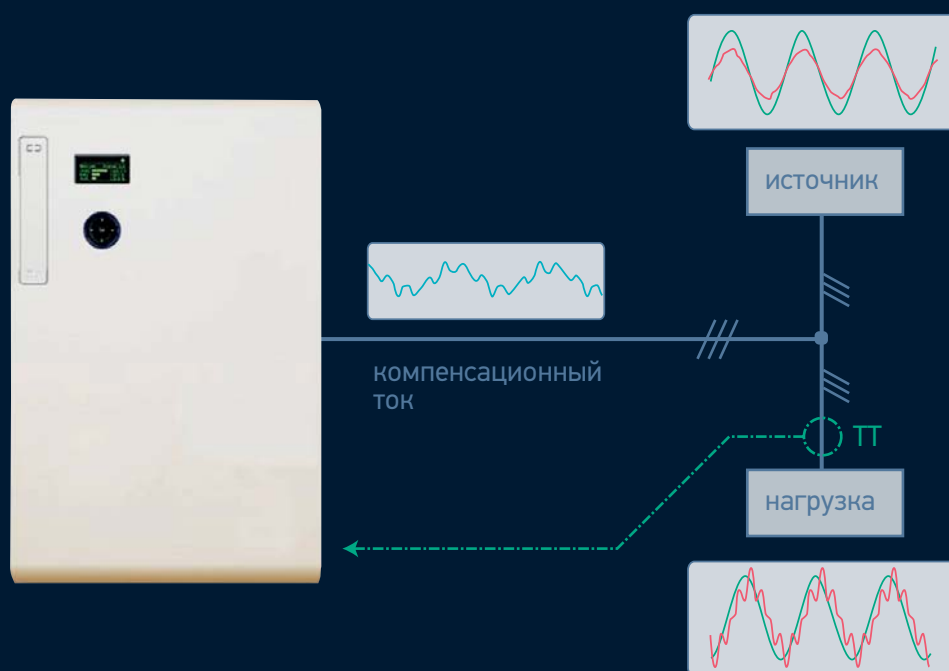 источник
компенсационный
ток
ТТ
нагрузка